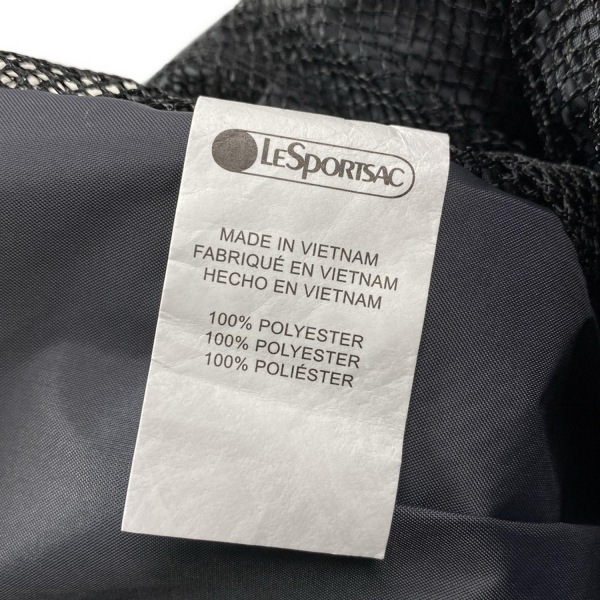 LESPORTSAC
MADE IN VIETNAM
FABRIQUÉ EN VIETNAM
HECHO EN VIETNAM
100% POLYESTER
100% POLYESTER
100% POLIÉSTER